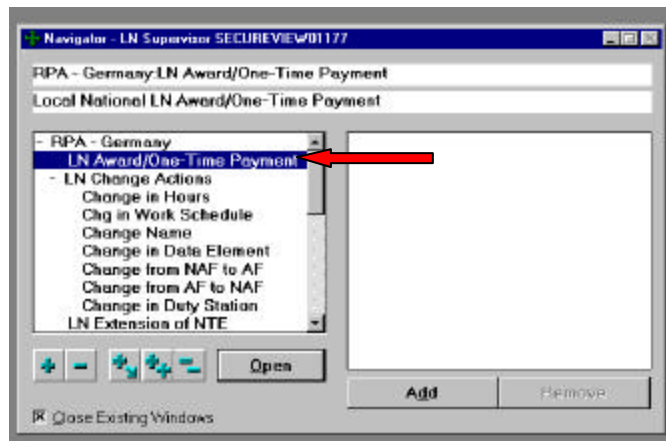 Navigator - LN Supervisor SECUREVIEW01177
RPA - Germany:LN Award/One-Time Payment
Local National LN Award/One-Time Payment
- RPA - Germany
LN Award/One-Time Payment
- LN Change Actions
Change in Hours
Chg in Work Schedule
Change Name
Change in Data Element
Change from NAF to AF
Change from AF to NAF
Change in Duty Station
LN Extension of NTE
Open
Add
Remove
Close Existing Windows